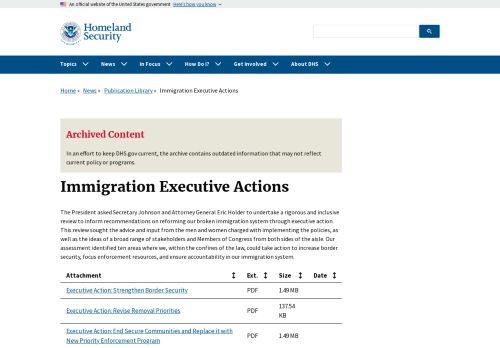 An official website of the United States government Here's how you know
Homeland
Security
Topics News In Focus How Do I? Get Involved About DHS
Home » News » Publication Library » Immigration Executive Actions
Archived Content
In an effort to keep DHS.gov current, the archive contains outdated information that may not reflect
current policy or programs.
Immigration Executive Actions
The President asked Secretary Johnson and Attorney General Eric Holder to undertake a rigorous and inclusive
review to inform recommendations on reforming our broken immigration system through executive action.
This review sought the advice and input from the men and women charged with implementing the policies, as
well as the ideas of a broad range of stakeholders and Members of Congress from both sides of the aisle. Our
assessment identified ten areas where we, within the confines of the law, could take action to increase border
security, focus enforcement resources, and ensure accountability in our immigration system.
Attachment Ext. Size Date
Executive Action: Strengthen Border Security PDF 1.49 MB
Executive Action: Revise Removal Priorities PDF 137.54
KB
Executive Action: End Secure Communities and Replace it with
New Priority Enforcement Program PDF 1.49 MB